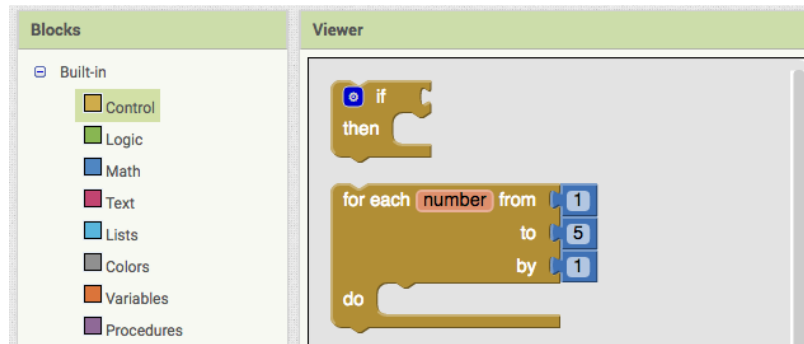 Blocks
Built-in
Control
Logic
Math
Text
Lists
Colors
Variables
Procedures
Viewer
if
then
for each number from 1
to 5
by 1
do